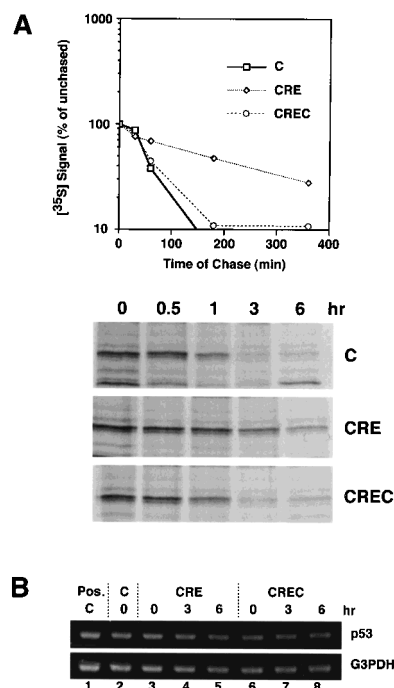 A
1000
100
10
[35S] Signal (% of unchased)
C
CRE
CREC
0 100 200 300 400
Time of Chase (min)
0 0.5 1 3 6 hr
C
CRE
CREC
B
Pos. C CRE CREC
C 0 0 3 6 0 3 6 hr
p53
G3PDH
1 2 3 4 5 6 7 8